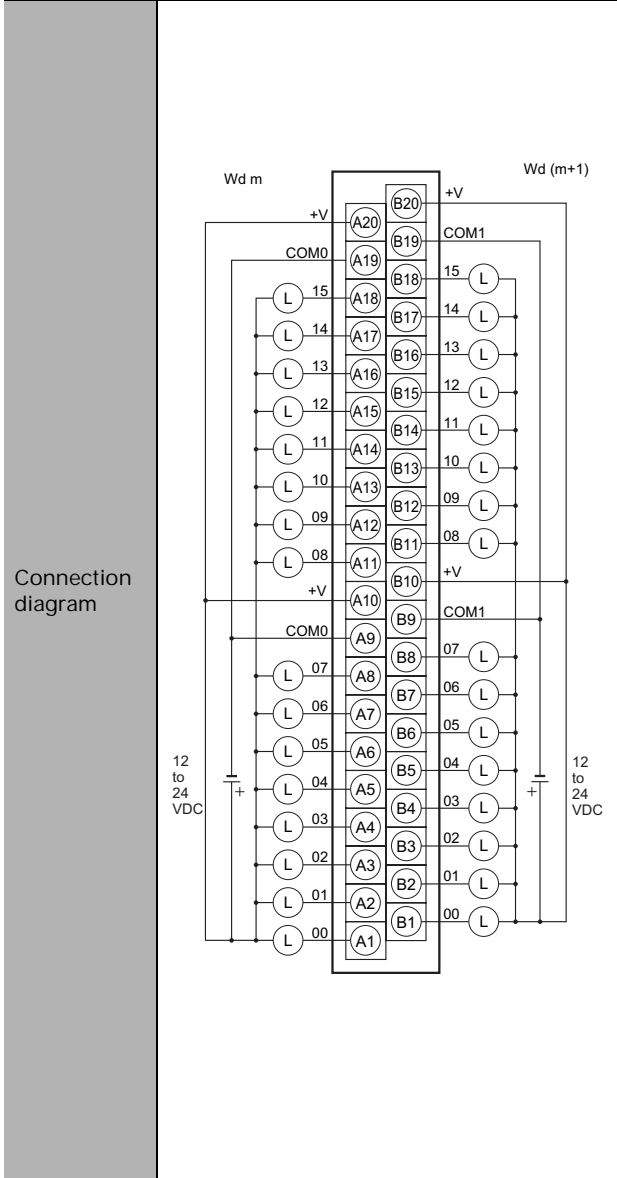 Connection
diagram
Wd m
Wd (m+1)
+V
A20
B20
+V
COM0
A19
B19
COM1
L
15
A18
B18
15
L
L
14
A17
B17
14
L
L
13
A16
B16
13
L
L
12
A15
B15
12
L
L
11
A14
B14
11
L
L
10
A13
B13
10
L
L
09
A12
B12
09
L
L
08
A11
B11
08
L
+V
A10
B10
+V
COM0
A9
B9
COM1
L
07
A8
B8
07
L
L
06
A7
B7
06
L
L
05
A6
B6
05
L
L
04
A5
B5
04
L
L
03
A4
B4
03
L
L
02
A3
B3
02
L
L
01
A2
B2
01
L
L
00
A1
B1
00
L
12
to
24
VDC
+
+
12
to
24
VDC